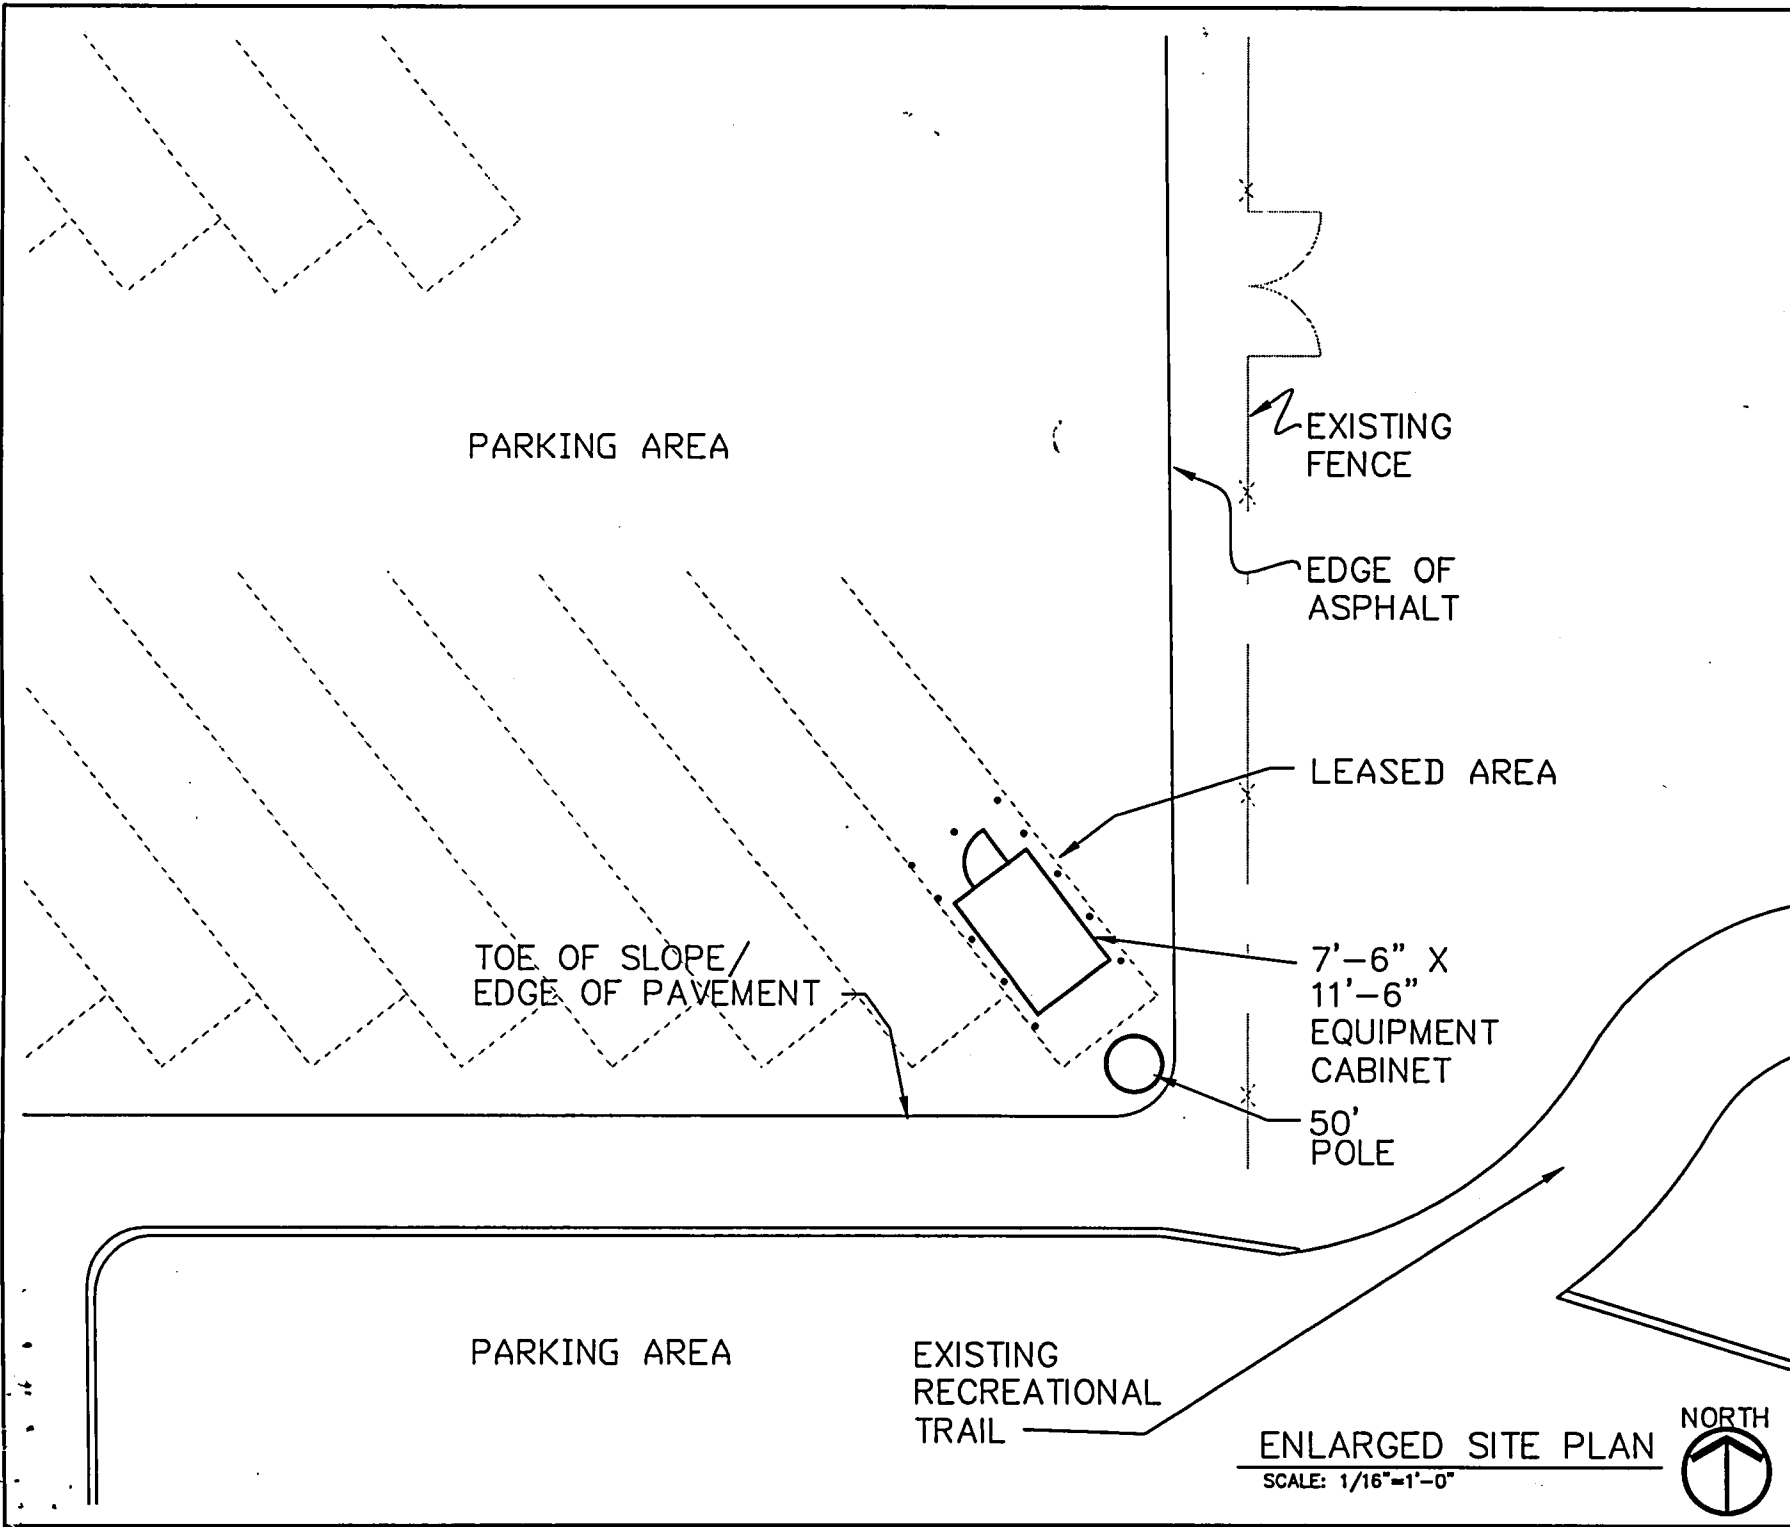 PARKING AREA
EXISTING
FENCE
EDGE OF
ASPHALT
LEASED AREA
TOE OF SLOPE/
EDGE OF PAVEMENT
7'-6" X
11'-6"
EQUIPMENT
CABINET
50'
POLE
PARKING AREA
EXISTING
RECREATIONAL
TRAIL
NORTH
ENLARGED SITE PLAN
SCALE: 1/16"=1'-0"